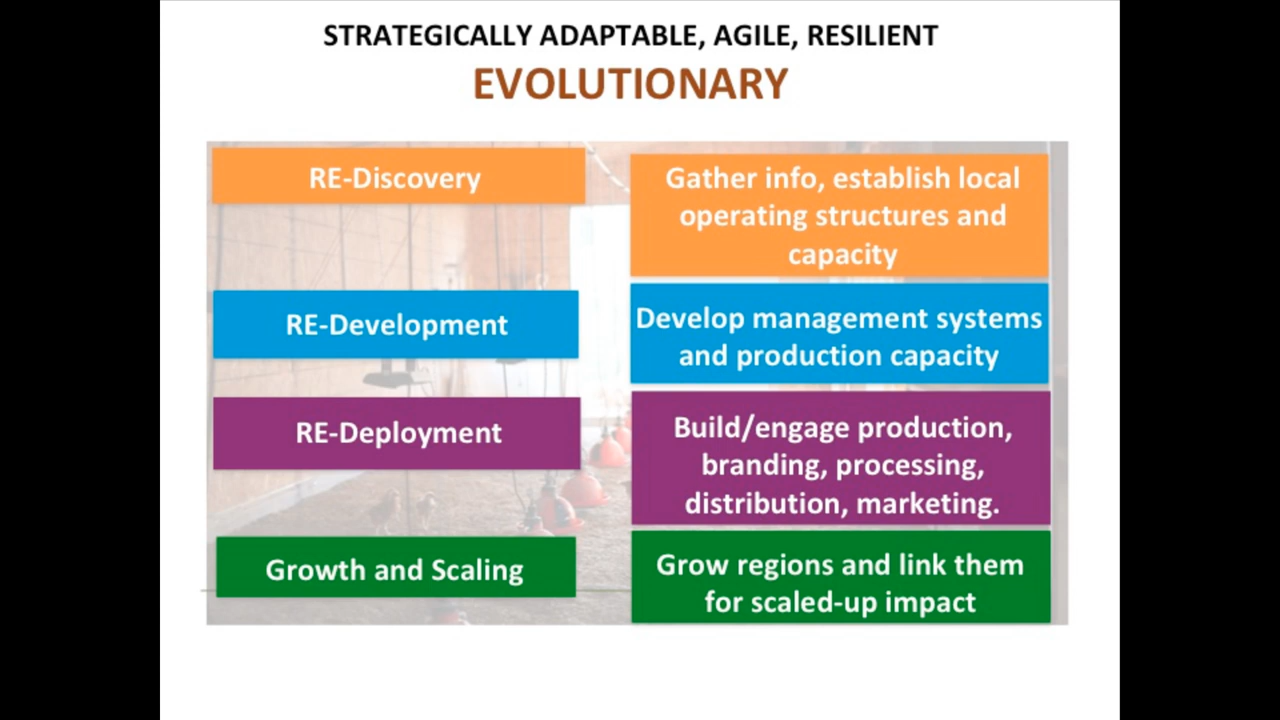 STRATEGICALLY ADAPTABLE, AGILE, RESILIENT
EVOLUTIONARY
RE-Discovery
Gather info, establish local
operating structures and
capacity
RE-Development
Develop management systems
and production capacity
RE-Deployment
Build/engage production,
branding, processing,
distribution, marketing.
Growth and Scaling
Grow regions and link them
for scaled-up impact